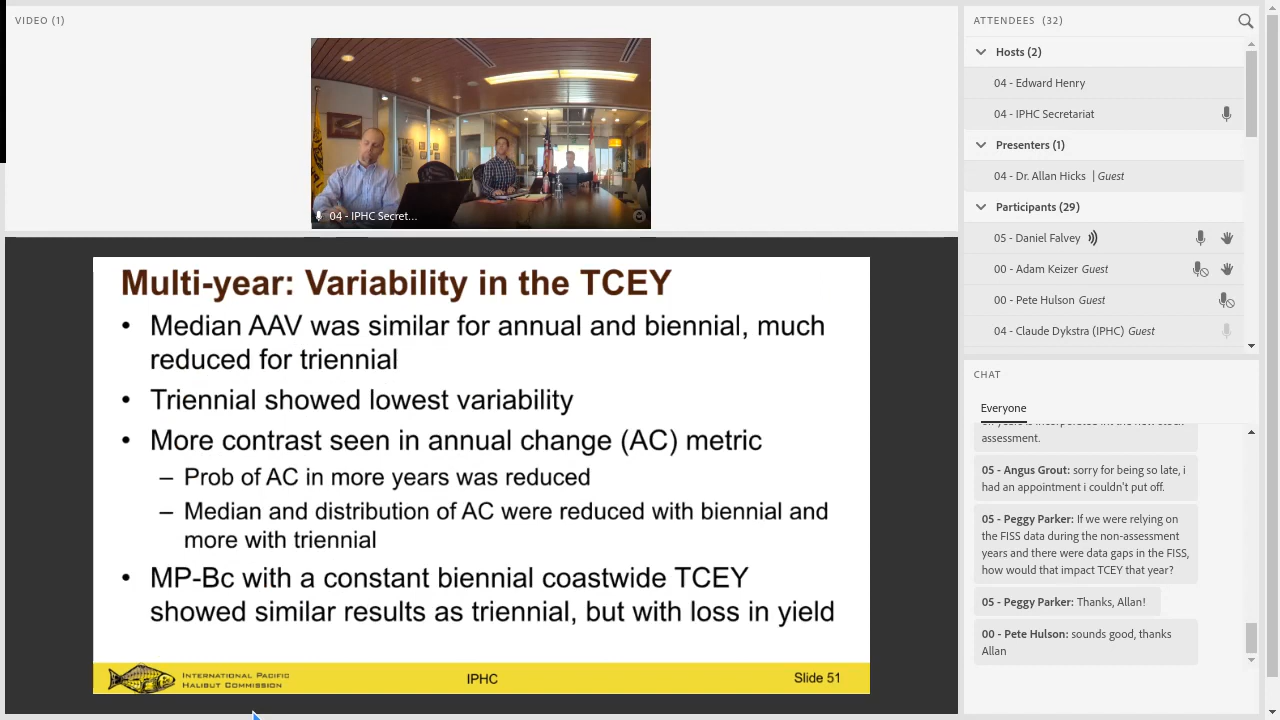 VIDEO (1)
04 - IPHC Secret...
Multi-year: Variability in the TCEY
• Median AAV was similar for annual and biennial, much
reduced for triennial
• Triennial showed lowest variability
• More contrast seen in annual change (AC) metric
– Prob of AC in more years was reduced
– Median and distribution of AC were reduced with biennial and
more with triennial
• MP-Bc with a constant biennial coastwide TCEY
showed similar results as triennial, but with loss in yield
INTERNATIONAL PACIFIC
HALIBUT COMMISSION
IPHC
Slide 51
ATTENDEES (32)
Hosts (2)
04 - Edward Henry
04 - IPHC Secretariat
Presenters (1)
04 - Dr. Allan Hicks | Guest
Participants (29)
05 - Daniel Falvey
00 - Adam Keizer Guest
00 - Pete Hulson Guest
04 - Claude Dykstra (IPHC) Guest
CHAT
Everyone
assessment.
05 - Angus Grout: sorry for being so late, i
had an appointment i couldn't put off.
05 - Peggy Parker: If we were relying on
the FISS data during the non-assessment
years and there were data gaps in the FISS,
how would that impact TCEY that year?
05 - Peggy Parker: Thanks, Allan!
00 - Pete Hulson: sounds good, thanks
Allan